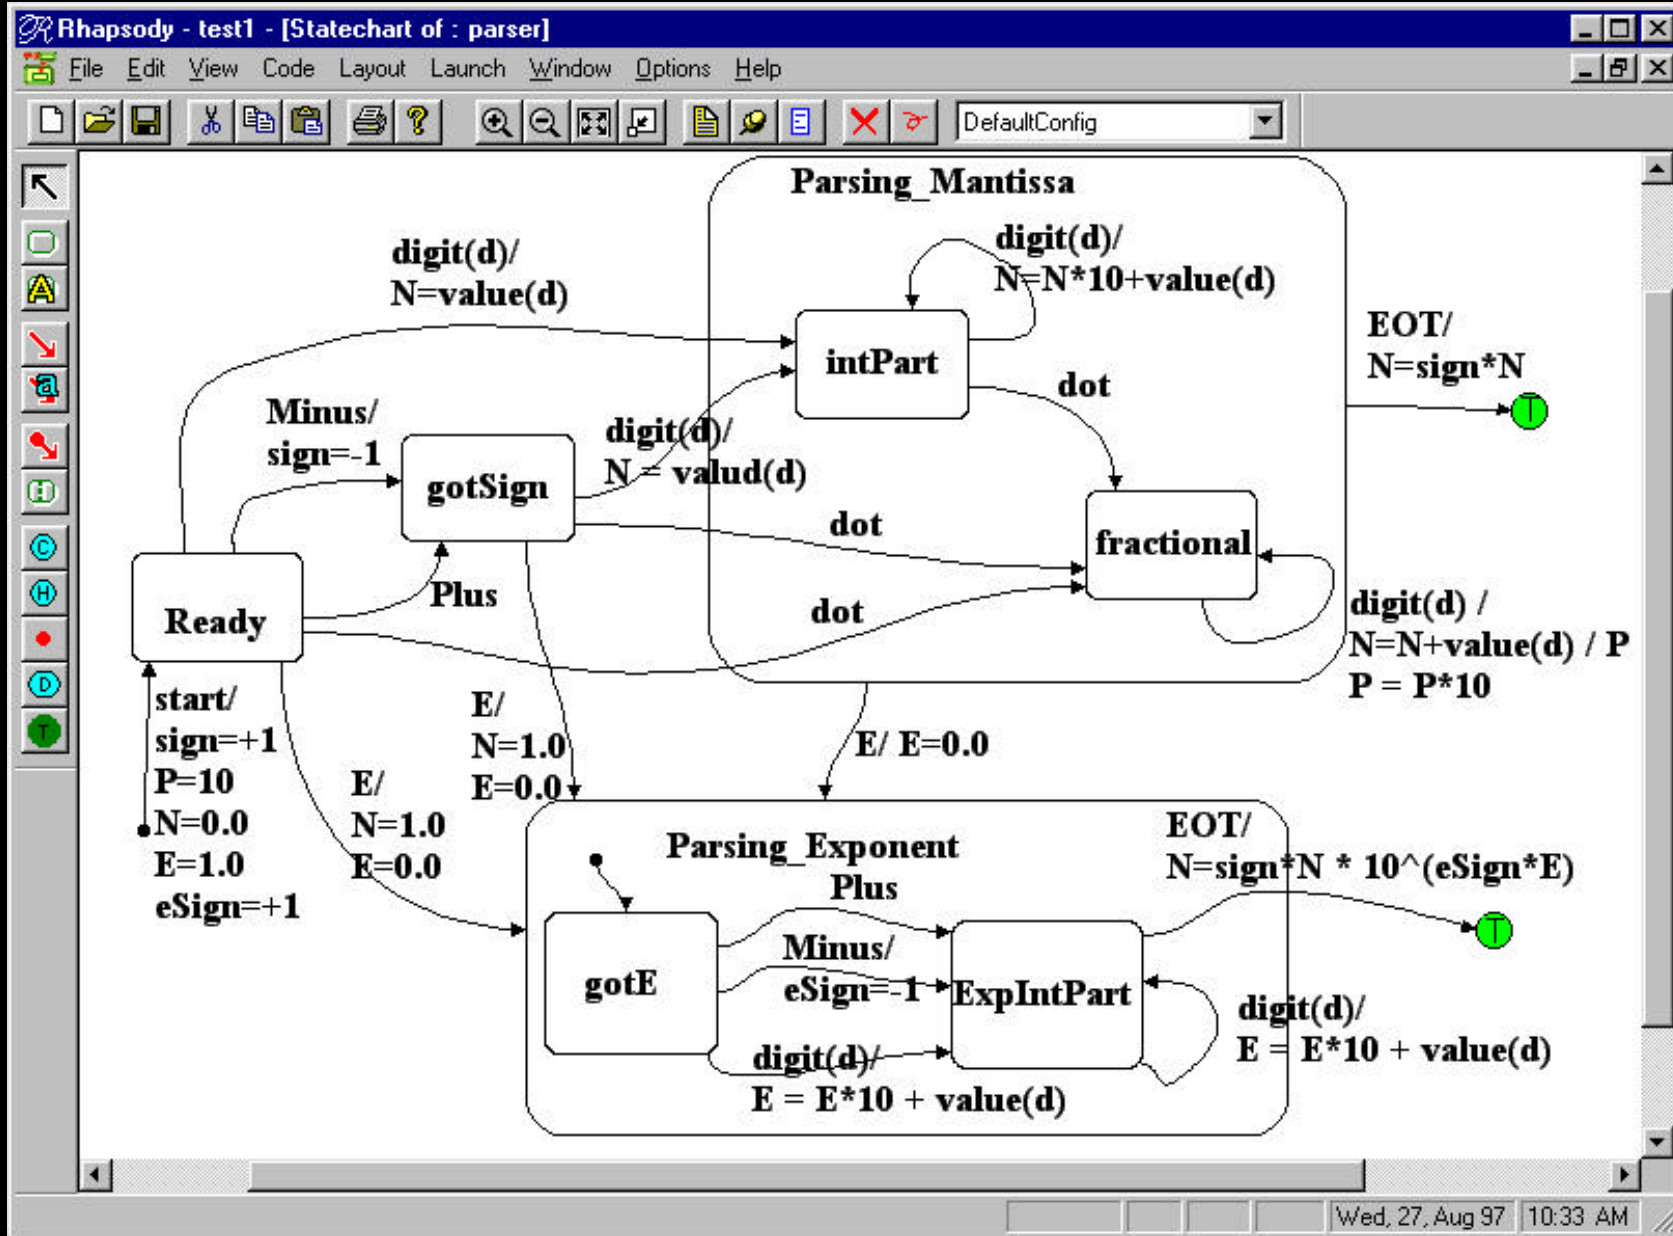 Rhapsody - test1 - [Statechart of : parser]
File Edit View Code Layout Launch Window Options Help
DefaultConfig
A
a
H
C
H
D
T
Parsing_Mantissa
digit(d)/
N=value(d)
digit(d)/
N=N*10+value(d)
intPart
EOT/
N=sign*N
T
dot
Minus/
sign=-1
gotSign
digit(d)/
N = valud(d)
dot
fractional
Ready
Plus
dot
digit(d) /
N=N+value(d) / P
P = P*10
start/
sign=+1
P=10
N=0.0
E=1.0
eSign=+1
E/
N=1.0
E=0.0
E/
N=1.0
E=0.0
E/ E=0.0
Parsing_Exponent
EOT/
N=sign*N * 10^(eSign*E)
T
Plus
gotE
Minus/
eSign=-1
ExpIntPart
digit(d)/
E = E*10 + value(d)
digit(d)/
E = E*10 + value(d)
Wed, 27, Aug 97 10:33 AM